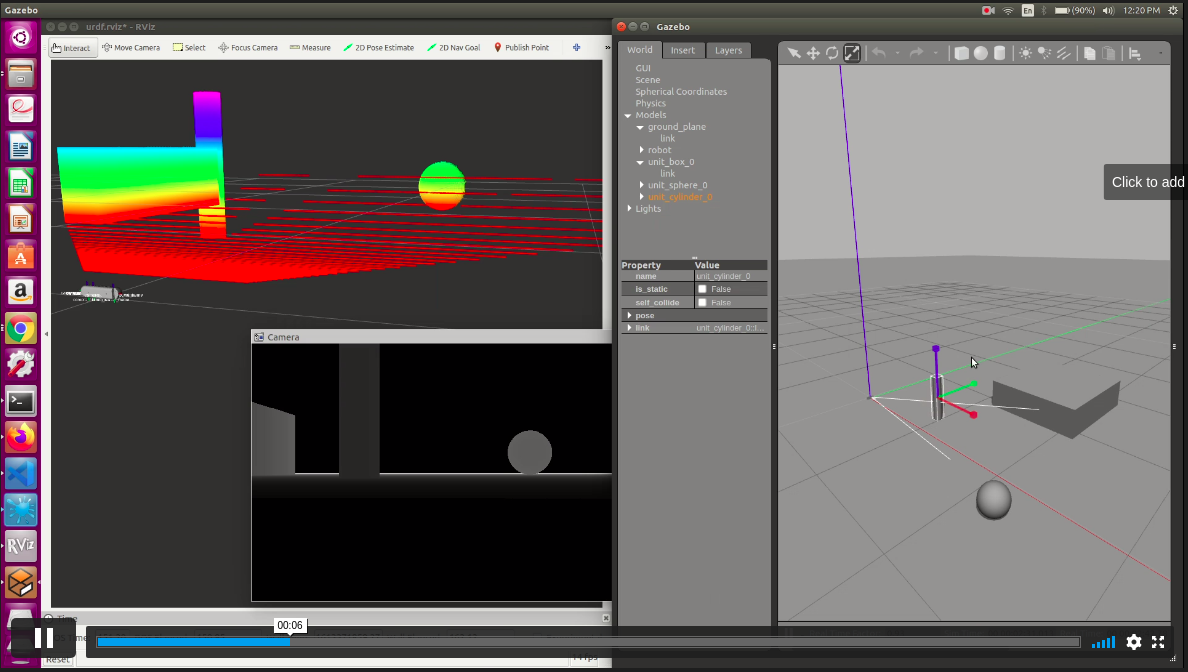 Gazebo
En
(90%)
12:20 PM
urdf.rviz* - RViz
Interact
Move Camera
Select
Focus Camera
Measure
2D Pose Estimate
2D Nav Goal
Publish Point
»
Camera
Time
Reset
RViz
Gazebo
World
Insert
Layers
GUI
Scene
Spherical Coordinates
Physics
Models
ground_plane
link
robot
unit_box_0
link
unit_sphere_0
unit_cylinder_0
Lights
Property Value
name unit_cylinder_0
is_static False
self_collide False
pose
link unit_cylinder_0::l...
Click to add
00:06